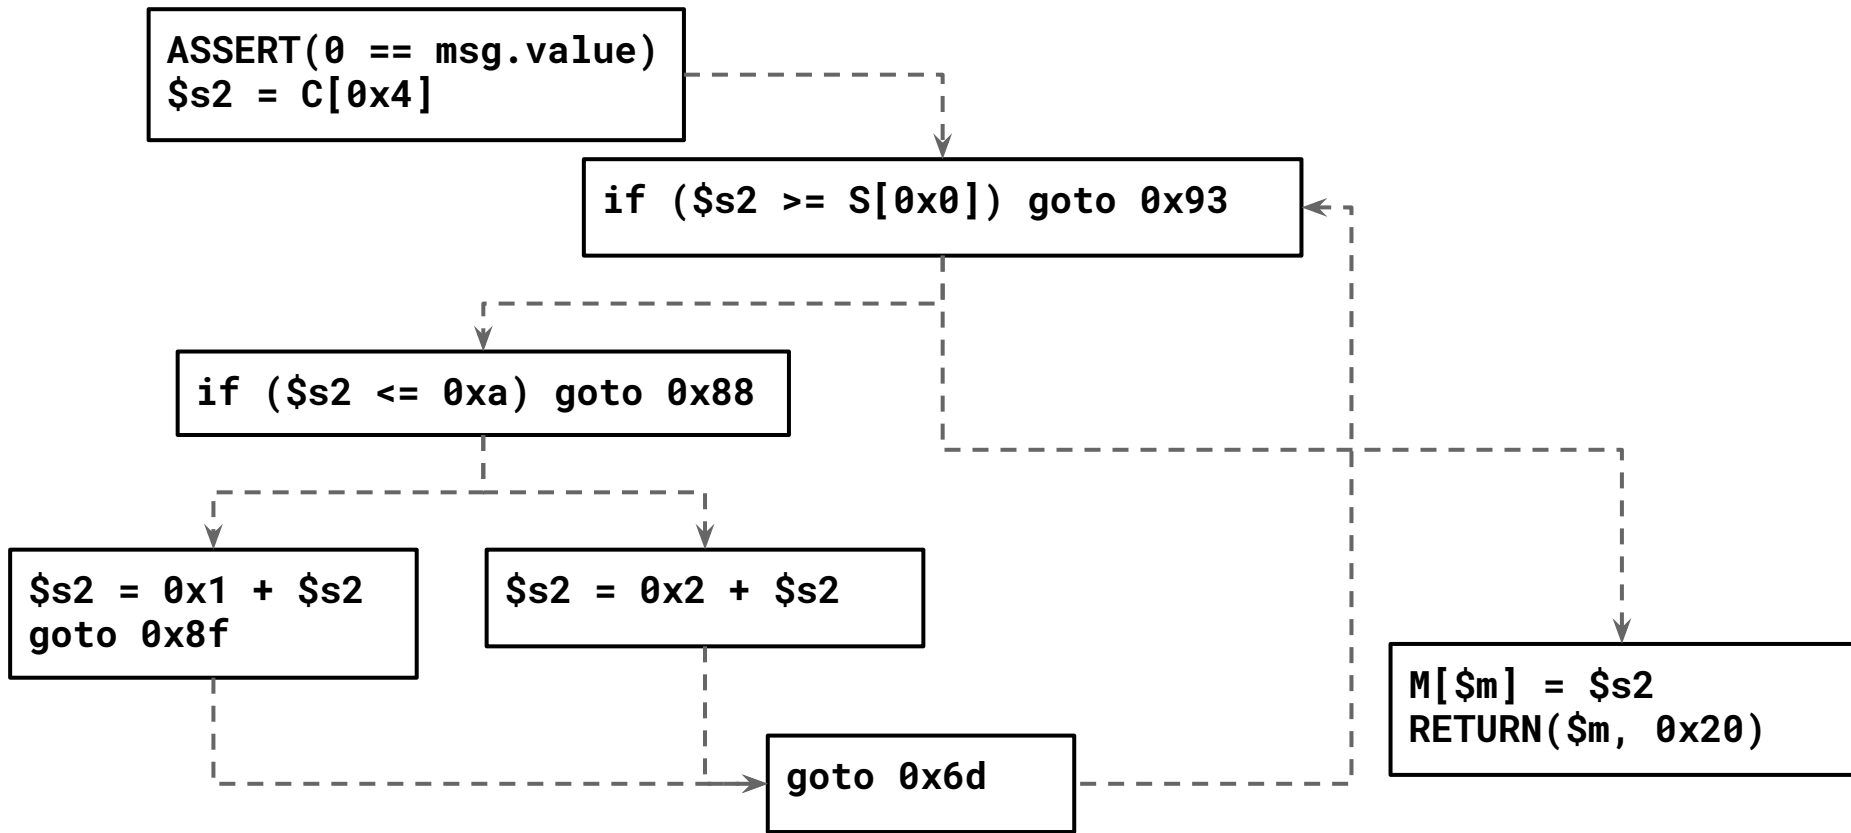 ASSERT(0 == msg.value)
$s2 = C[0x4]
if ($s2 >= S[0x0]) goto 0x93
if ($s2 <= 0xa) goto 0x88
$s2 = 0x1 + $s2
goto 0x8f
$s2 = 0x2 + $s2
M[$m] = $s2
RETURN($m, 0x20)
goto 0x6d